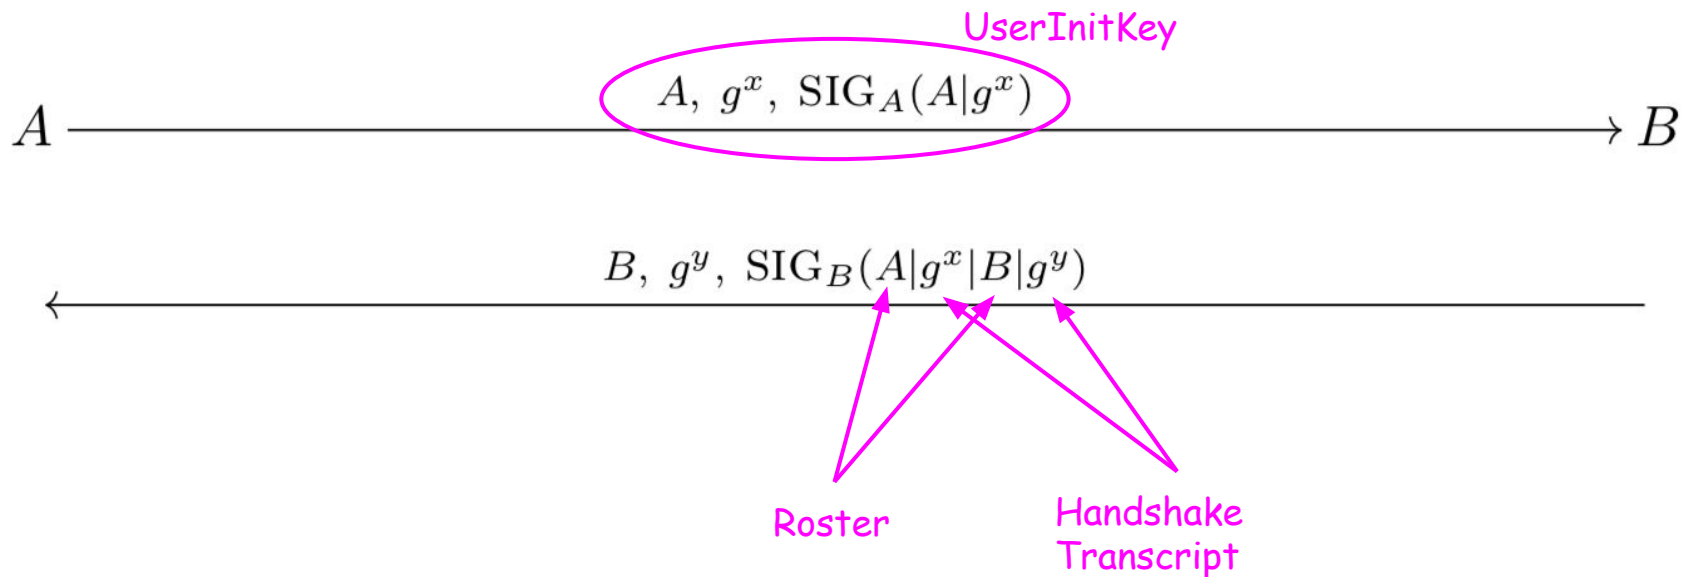 UserInitKey
A, g^x, SIG_A(A|g^x)
A
B
B, g^y, SIG_B(A|g^x|B|g^y)
Roster
Handshake
Transcript